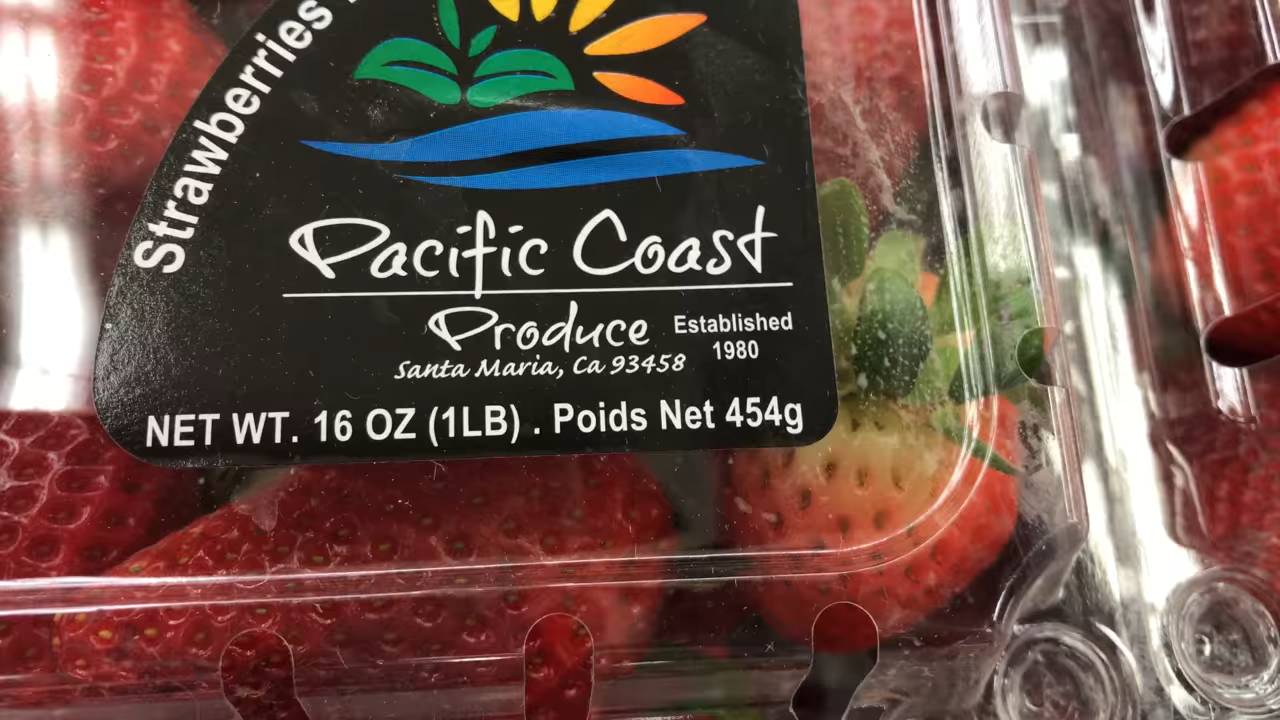 Strawberries
Pacific Coast
Produce
Established
1980
Santa Maria, Ca 93458
NET WT. 16 OZ (1LB) . Poids Net 454g